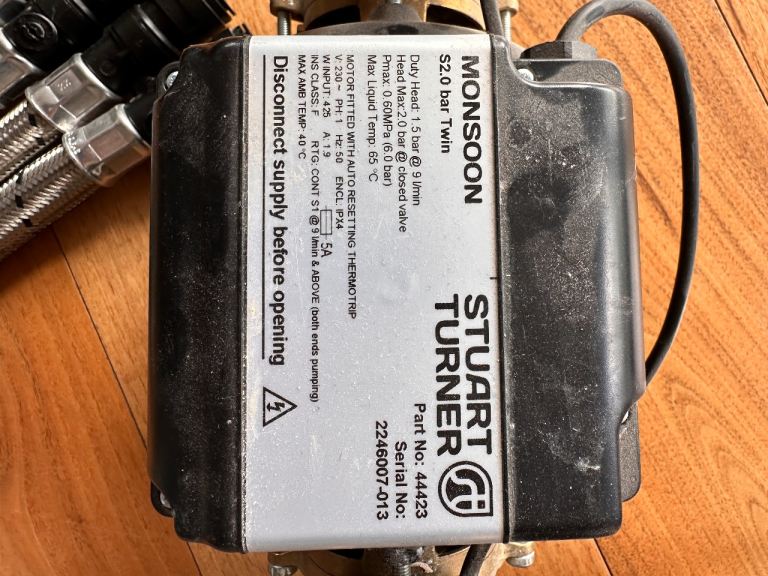 MONSOON
S2.0 bar Twin
Duty Head: 1.5 bar @ 9 l/min
Head Max:2.0 bar @ closed valve
Pmax: 0.60MPa (6.0 bar)
Max Liquid Temp: 65 °C
STUART
TURNER
Part No: 44423
Serial No:
2246007-013
MOTOR FITTED WITH AUTO RESETTING THERMOTRIP
V: 230 ~ PH: 1 Hz: 50 ENCL: IPX4
W INPUT: 425 A: 1.9 5A
INS CLASS: F RTG: CONT S1 @ 9 l/min & ABOVE (both ends pumping)
MAX AMB TEMP: 40 °C
Disconnect supply before opening